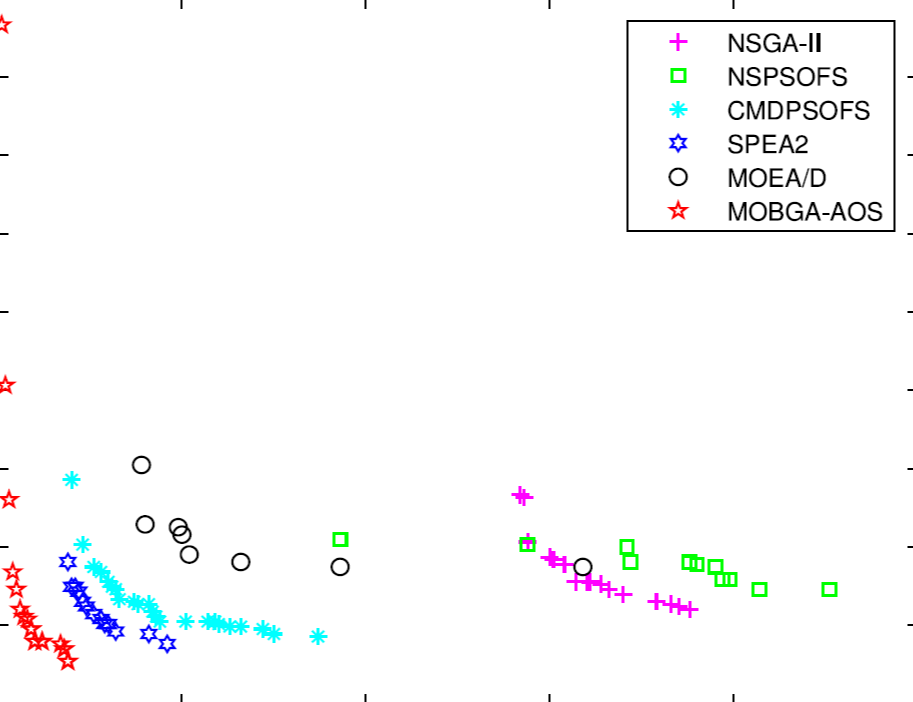 NSGA-II
NSPSOFS
CMDPSOFS
SPEA2
MOEA/D
MOBGA-AOS